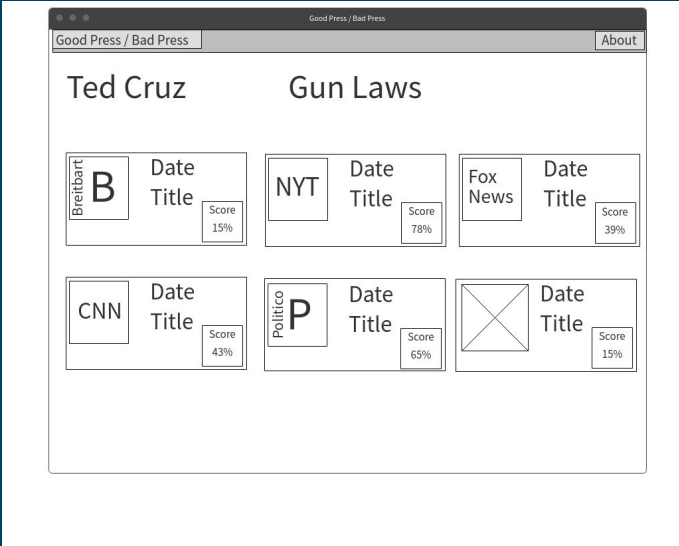 Good Press / Bad Press
Good Press / Bad Press
About
Ted Cruz
Gun Laws
Breitbart
B
Date
Title
Score
15%
NYT
Date
Title
Score
78%
Fox
News
Date
Title
Score
39%
CNN
Date
Title
Score
43%
Politico
P
Date
Title
Score
65%
Date
Title
Score
15%